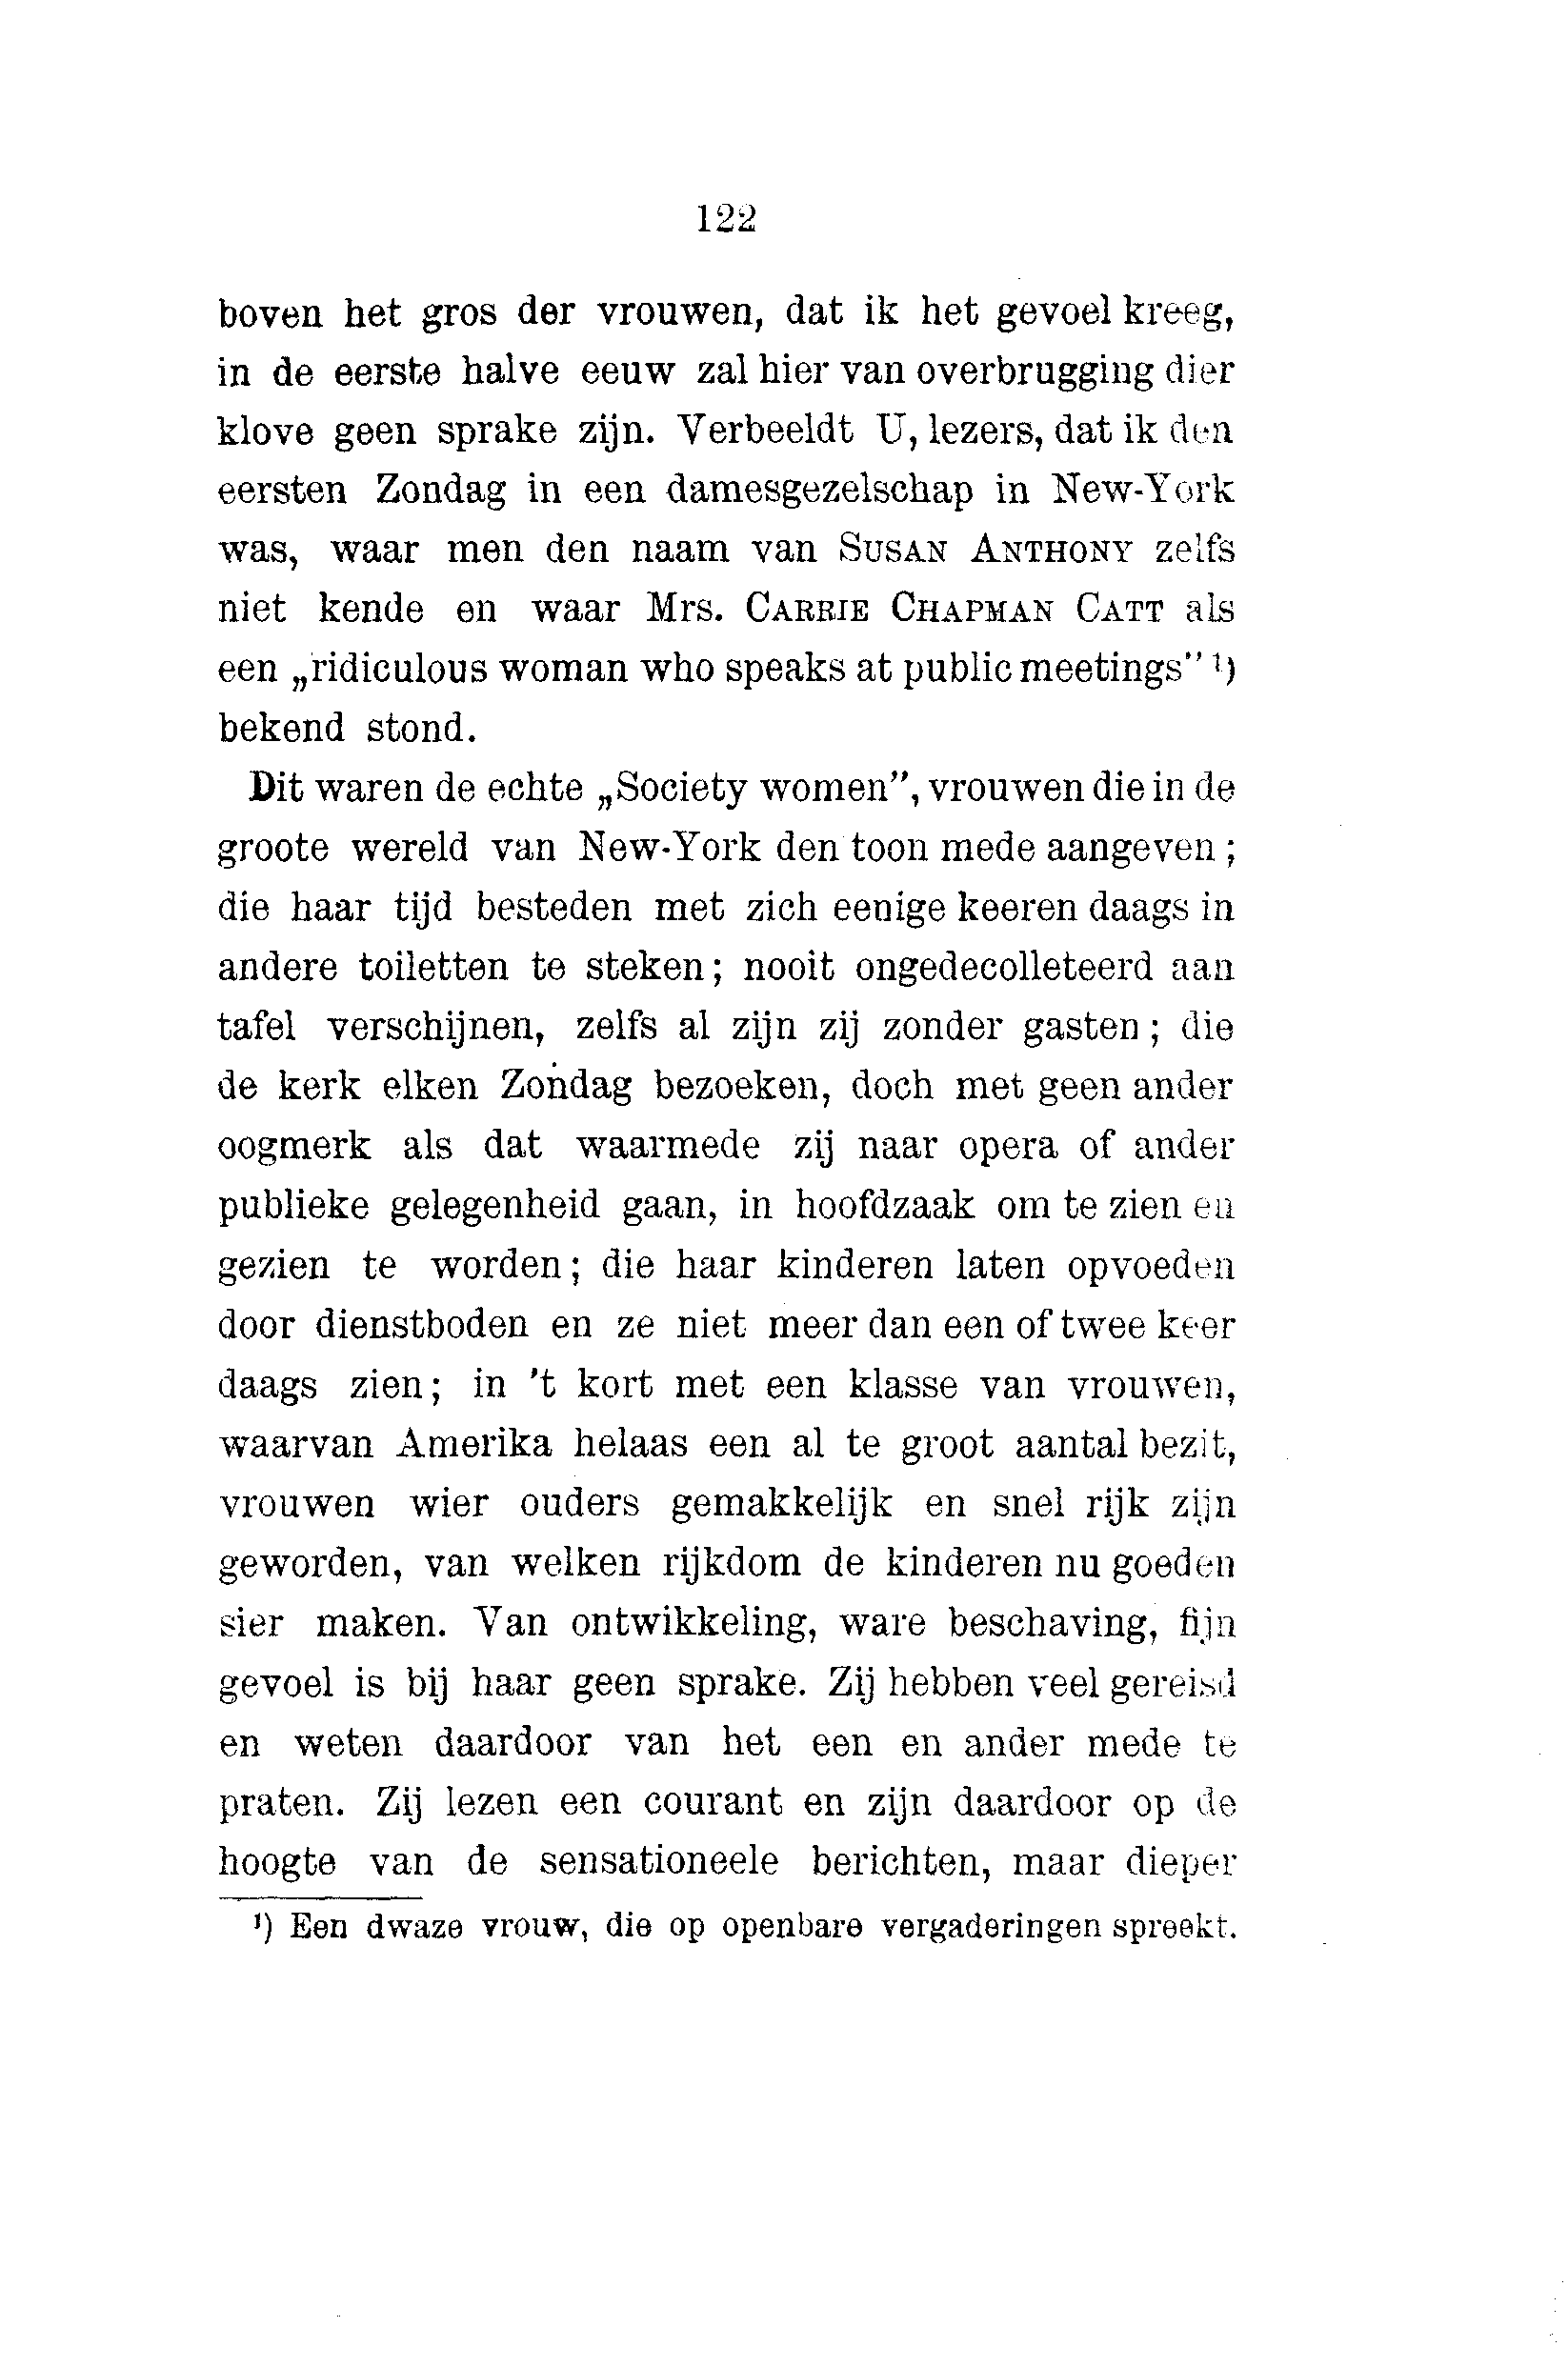 122
boven het gros der vrouwen, dat ik het gevoel kreeg,
in de eerste halve eeuw zal hier van overbrugging dier
klove geen sprake zijn. Verbeeldt U, lezers, dat ik den
eersten Zondag in een damesgezelschap in New-York
was, waar men den naam van SUSAN ANTHONY zelfs
niet kende en waar Mrs. CARRIE CHAPMAN CATT als
een „ridiculous woman who speaks at public meetings” ¹)
bekend stond.
Dit waren de echte „Society women”, vrouwen die in de
groote wereld van New-York den toon mede aangeven;
die haar tijd besteden met zich eenige keeren daags in
andere toiletten te steken; nooit ongedecolleteerd aan
tafel verschijnen, zelfs al zijn zij zonder gasten; die
de kerk elken Zondag bezoeken, doch met geen ander
oogmerk als dat waarmede zij naar opera of ander
publieke gelegenheid gaan, in hoofdzaak om te zien en
gezien te worden; die haar kinderen laten opvoeden
door dienstboden en ze niet meer dan een of twee keer
daags zien; in 't kort met een klasse van vrouwen,
waarvan Amerika helaas een al te groot aantal bezit,
vrouwen wier ouders gemakkelijk en snel rijk zijn
geworden, van welken rijkdom de kinderen nu goeden
sier maken. Van ontwikkeling, ware beschaving, fijn
gevoel is bij haar geen sprake. Zij hebben veel gereisd
en weten daardoor van het een en ander mede te
praten. Zij lezen een courant en zijn daardoor op de
hoogte van de sensationeele berichten, maar dieper
¹) Een dwaze vrouw, die op openbare vergaderingen spreekt.